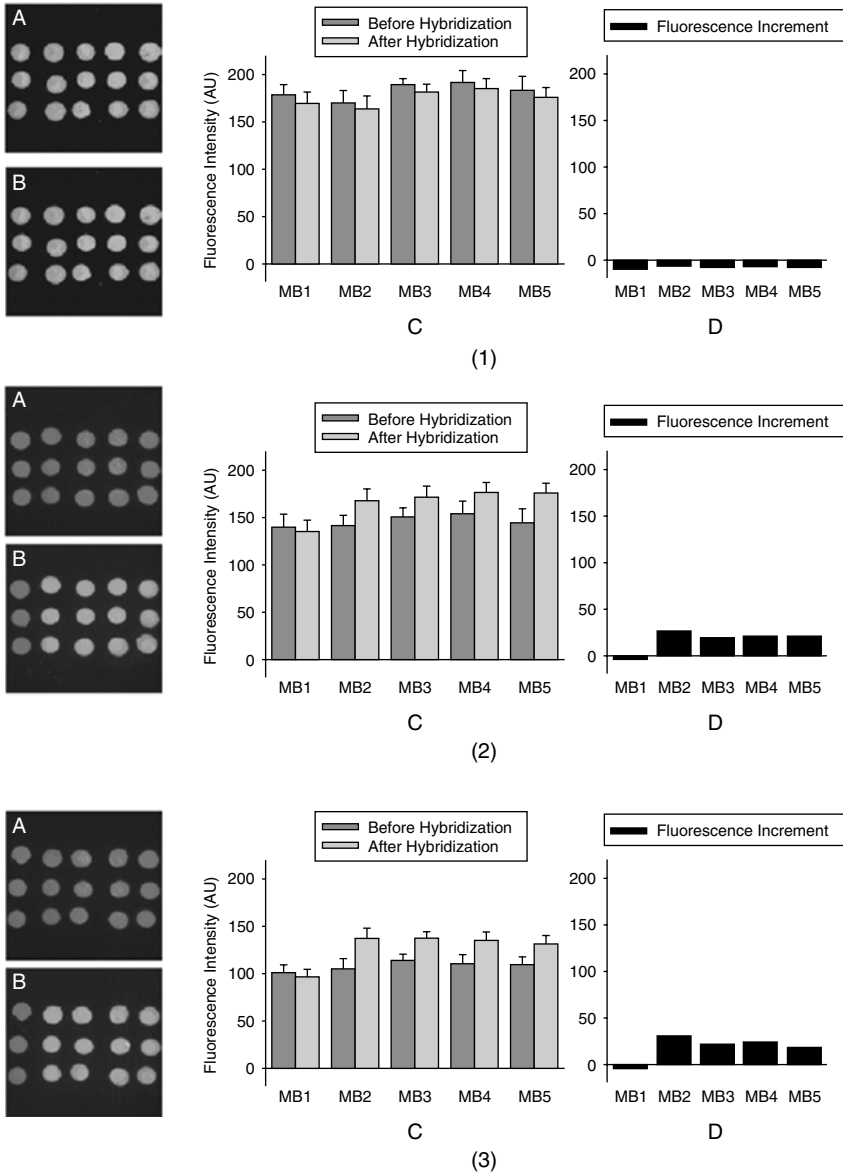 A
B
Before Hybridization
After Hybridization
Fluorescence Intensity (AU)
200
150
100
50
0
MB1 MB2 MB3 MB4 MB5
C
Fluorescence Increment
200
150
100
50
0
MB1 MB2 MB3 MB4 MB5
D
(1)
A
B
Before Hybridization
After Hybridization
Fluorescence Intensity (AU)
200
150
100
50
0
MB1 MB2 MB3 MB4 MB5
C
Fluorescence Increment
200
150
100
50
0
MB1 MB2 MB3 MB4 MB5
D
(2)
A
B
Before Hybridization
After Hybridization
Fluorescence Intensity (AU)
200
150
100
50
0
MB1 MB2 MB3 MB4 MB5
C
Fluorescence Increment
200
150
100
50
0
MB1 MB2 MB3 MB4 MB5
D
(3)